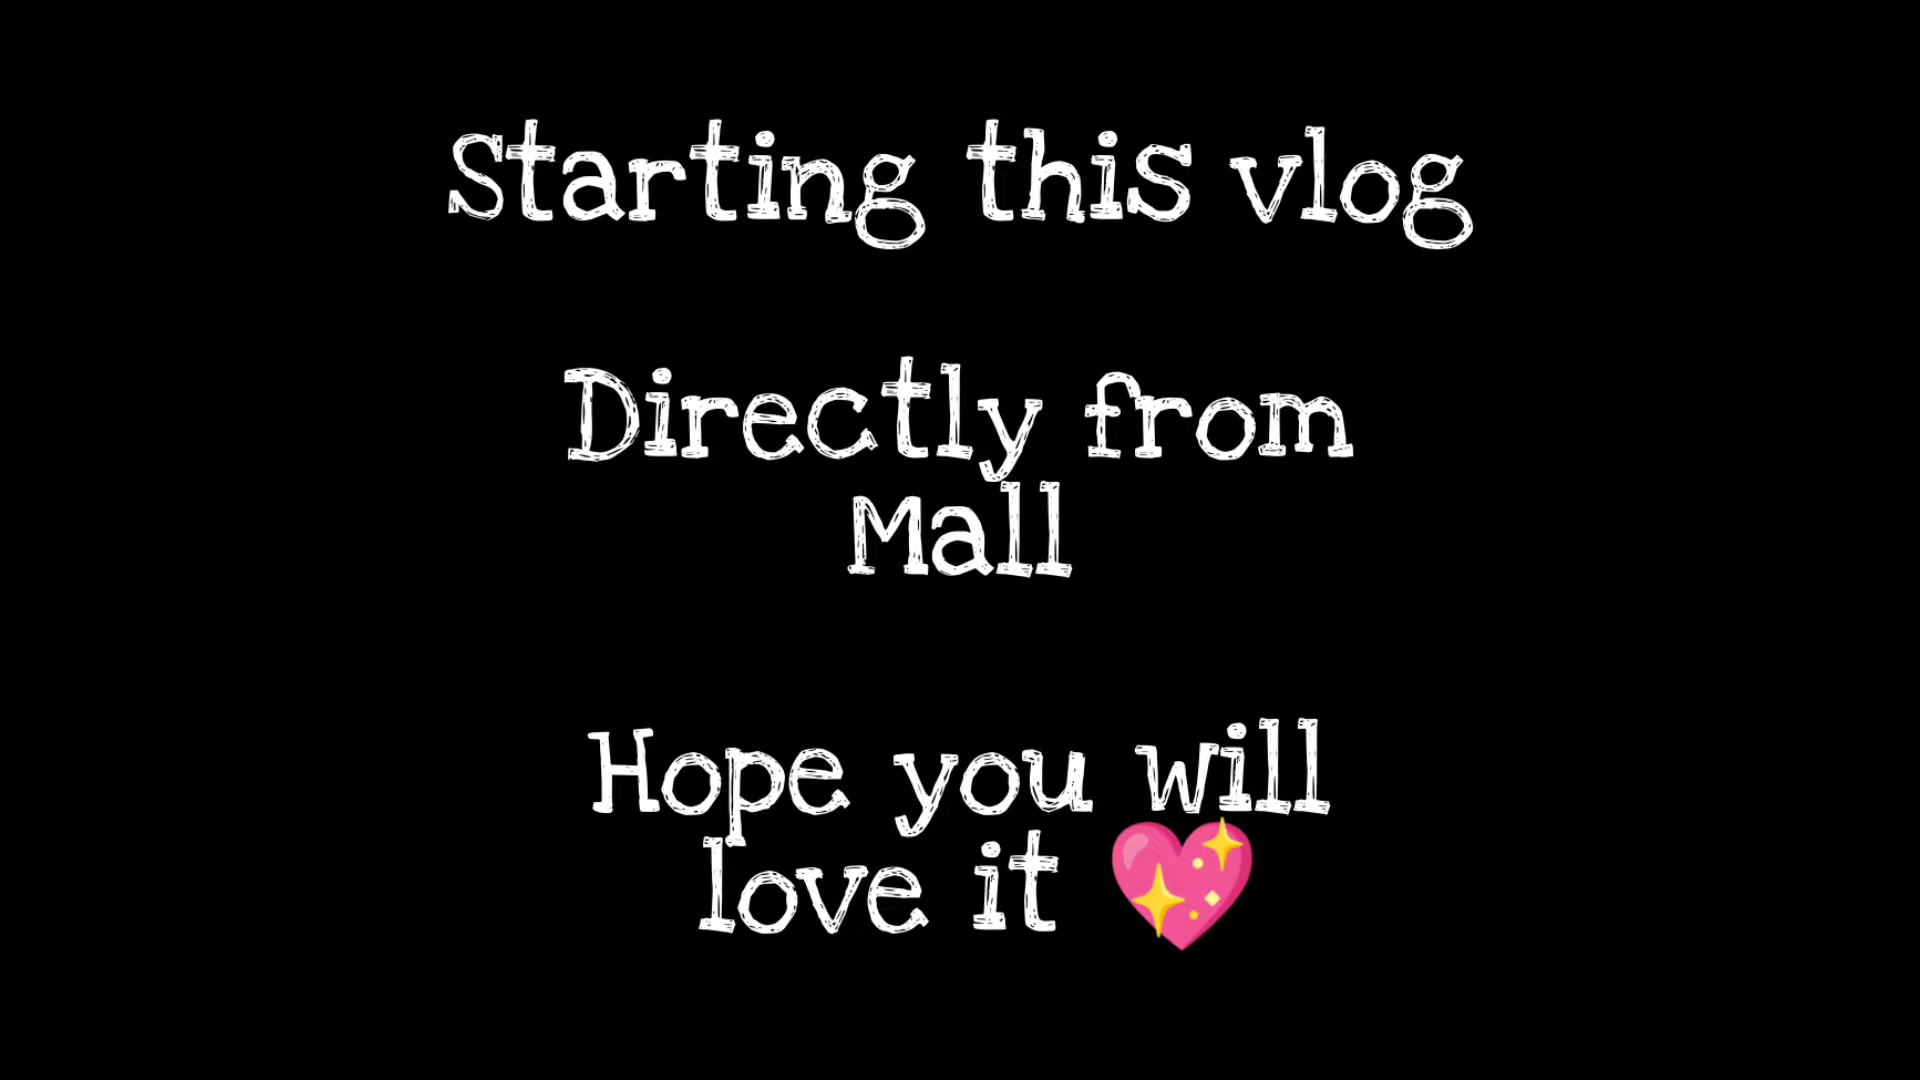 Starting this vlog
Directly from
Mall
Hope you will
love it 💖